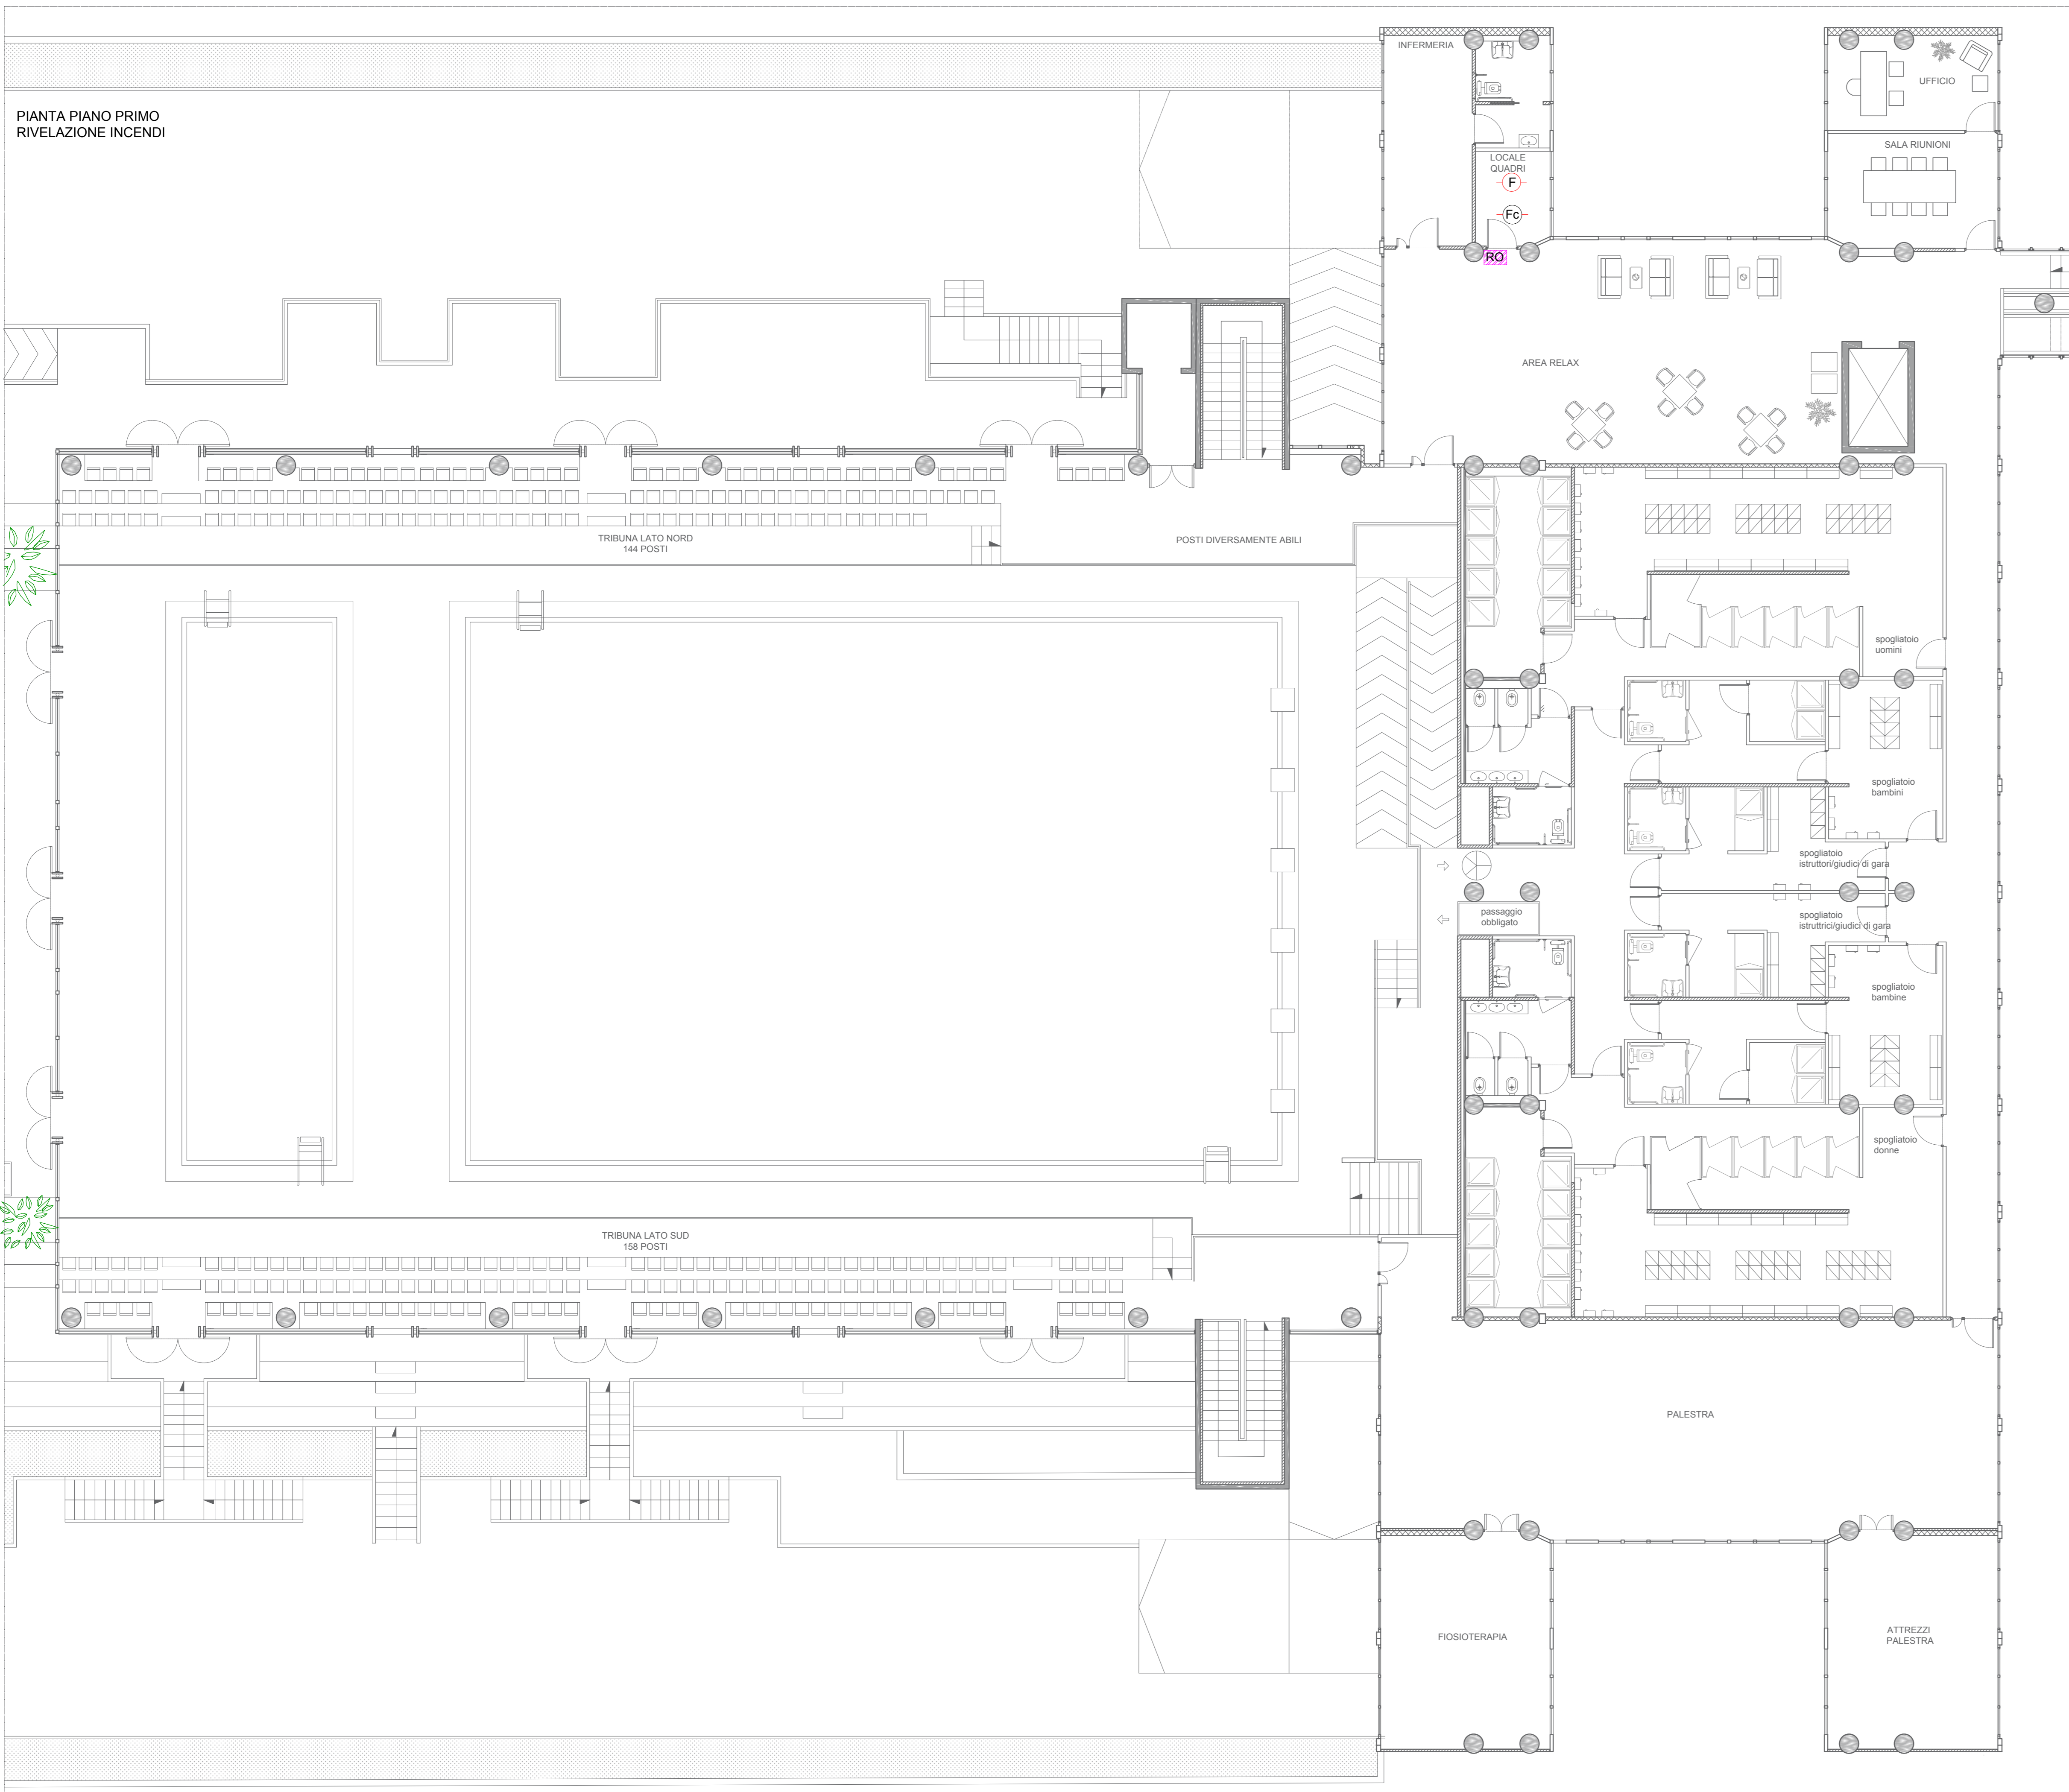 PIANTA PIANO PRIMO
RIVELAZIONE INCENDI
INFERMERIA
UFFICIO
SALA RIUNIONI
LOCALE
QUADRI
F
Fc
RO
AREA RELAX
TRIBUNA LATO NORD
144 POSTI
POSTI DIVERSAMENTE ABILI
spogliatoio
uomini
spogliatoio
bambini
spogliatoio
istruttori/giudici di gara
passaggio
obbligato
spogliatoio
istruttrici/giudici di gara
spogliatoio
bambine
spogliatoio
donne
TRIBUNA LATO SUD
158 POSTI
PALESTRA
FIOSIOTERAPIA
ATTREZZI
PALESTRA